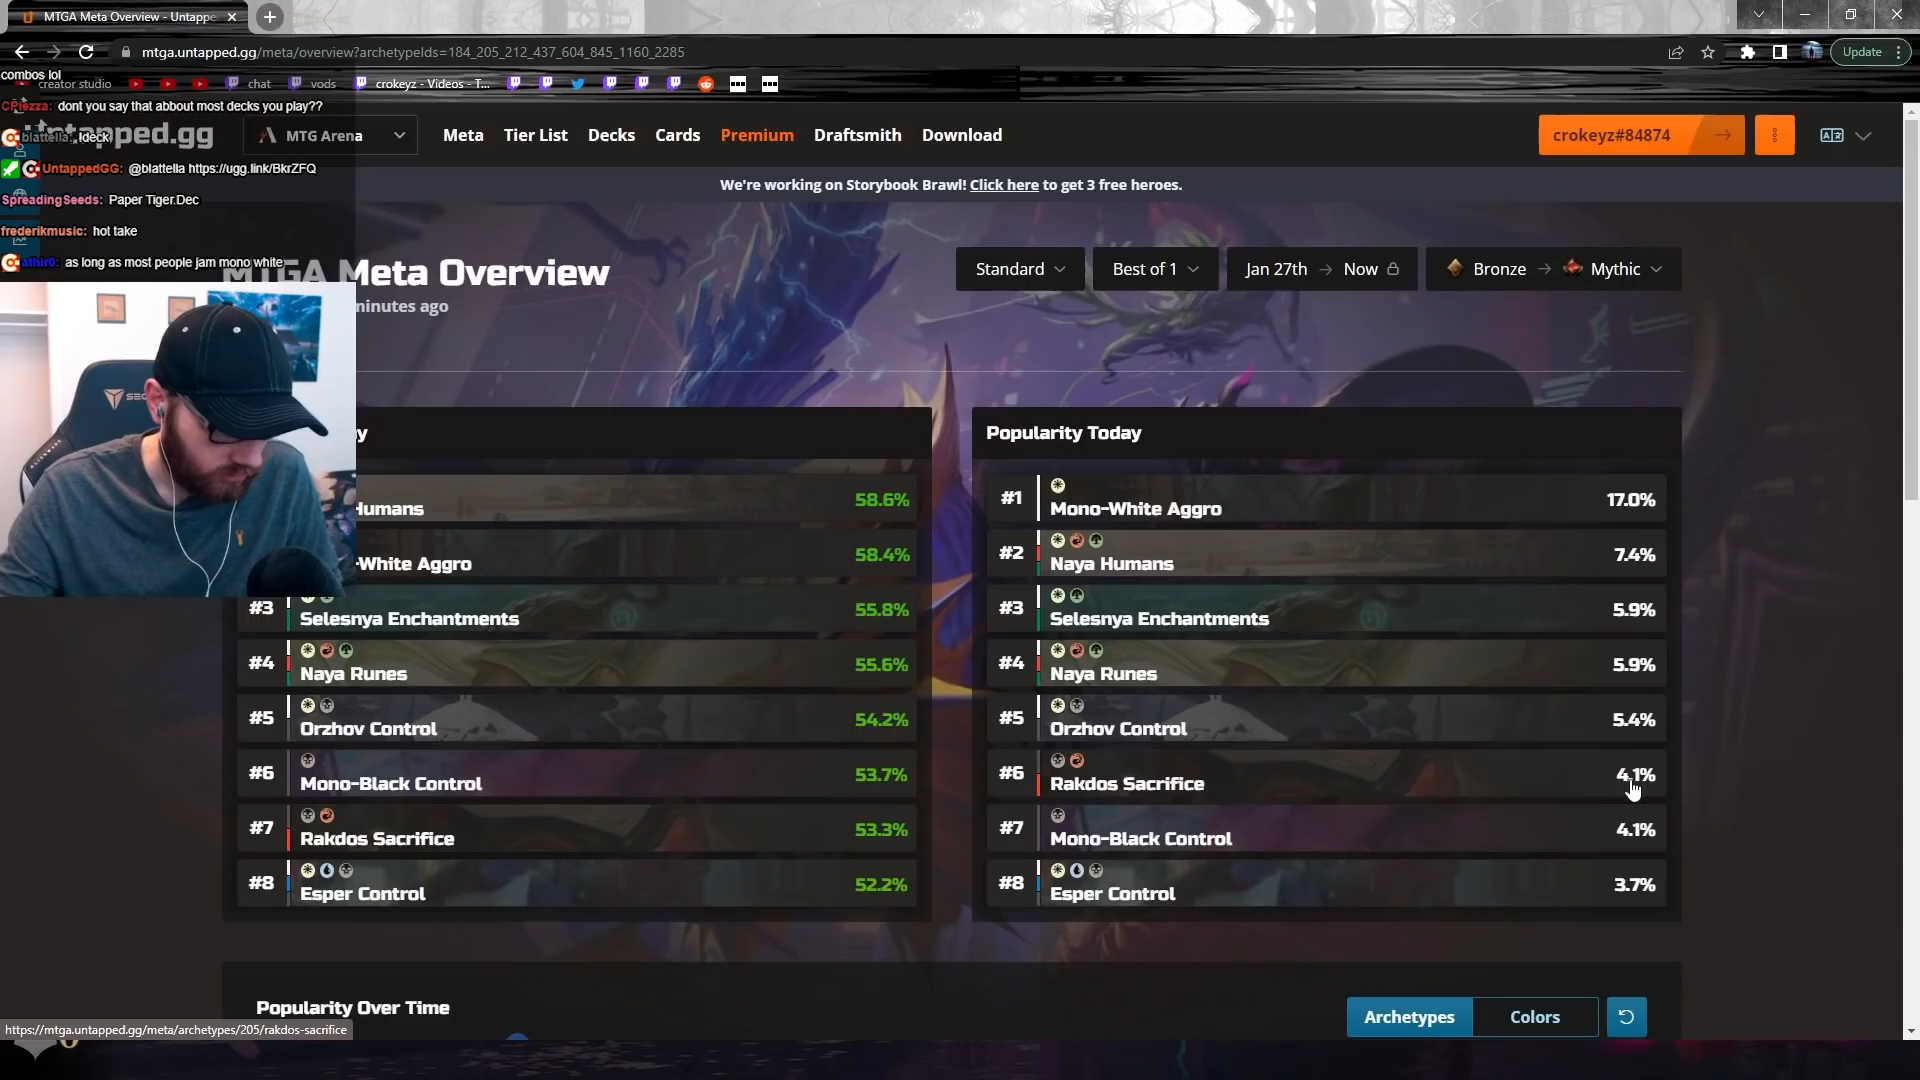 MTGA Meta Overview - Untapp
mtga.untapped.gg/meta/overview?archetypeIds=184_205_212_437_604_845_1160_2285
Update
combos lol
creator studio
chat
vods
crokeyz - Videos - T...
CPlezza: dont you say that abbout most decks you play??
blattella: !deck
UntappedGG: @blattella https://ugg.link/BkrZFQ
SpreadingSeeds: Paper Tiger.Dec
frederikmusic: hot take
athir0: as long as most people jam mono white
untapped.gg
MTG Arena
Meta
Tier List
Decks
Cards
Premium
Draftsmith
Download
crokeyz#84874
We're working on Storybook Brawl! Click here to get 3 free heroes.
MTGA Meta Overview
minutes ago
Standard
Best of 1
Jan 27th → Now
Bronze → Mythic
y
Humans 58.6%
-White Aggro 58.4%
#3 Selesnya Enchantments 55.8%
#4 Naya Runes 55.6%
#5 Orzhov Control 54.2%
#6 Mono-Black Control 53.7%
#7 Rakdos Sacrifice 53.3%
#8 Esper Control 52.2%
Popularity Today
#1 Mono-White Aggro 17.0%
#2 Naya Humans 7.4%
#3 Selesnya Enchantments 5.9%
#4 Naya Runes 5.9%
#5 Orzhov Control 5.4%
#6 Rakdos Sacrifice 4.1%
#7 Mono-Black Control 4.1%
#8 Esper Control 3.7%
Popularity Over Time
Archetypes
Colors
https://mtga.untapped.gg/meta/archetypes/205/rakdos-sacrifice